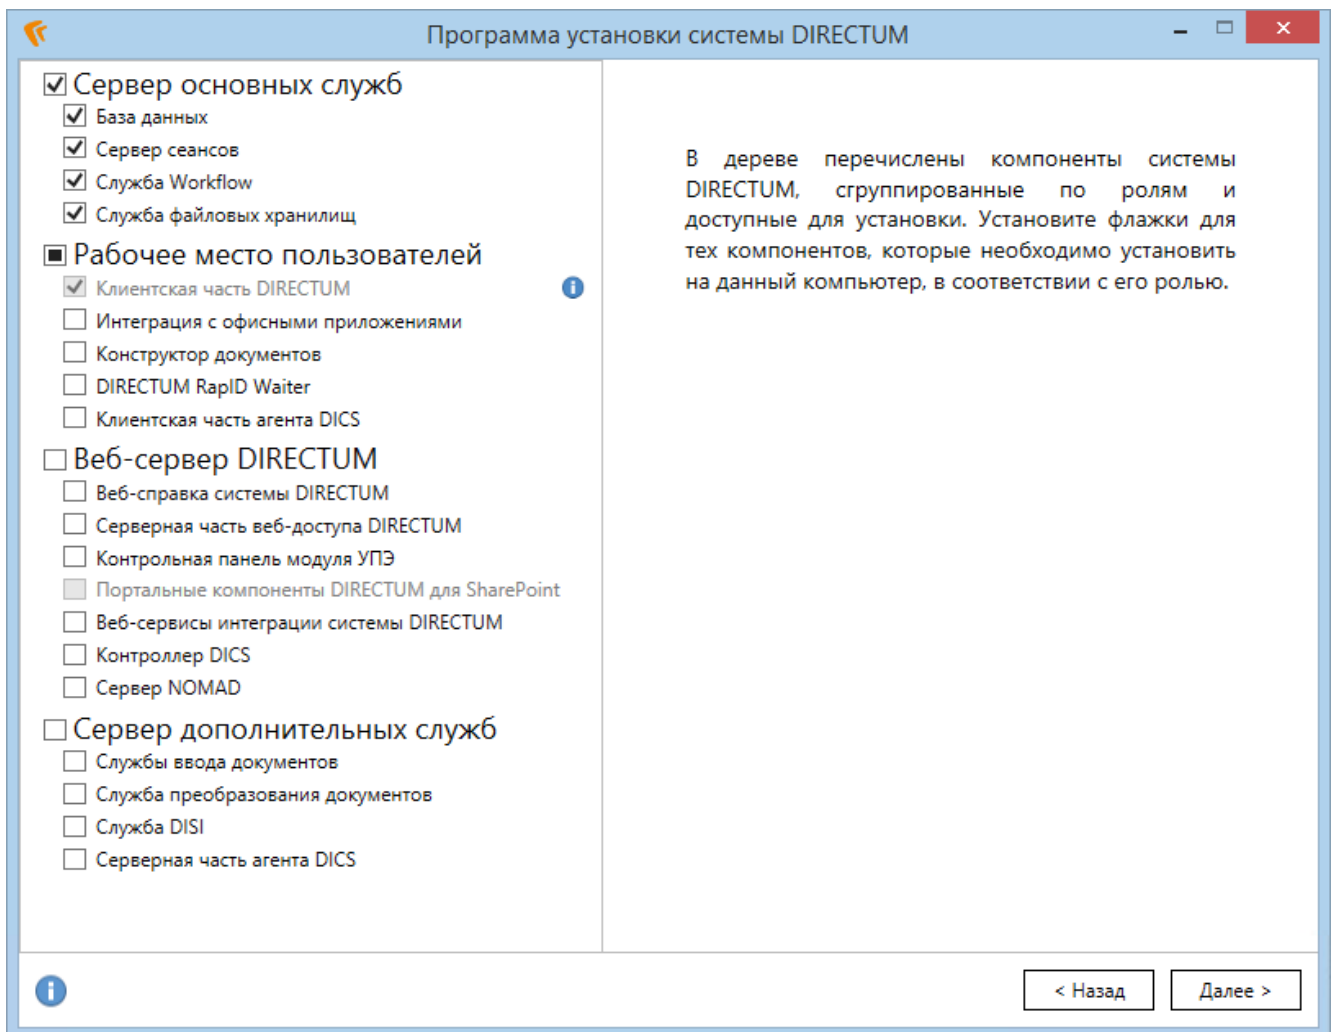 Программа установки системы DIRECTUM
Сервер основных служб
База данных
Сервер сеансов
Служба Workflow
Служба файловых хранилищ
Рабочее место пользователей
Клиентская часть DIRECTUM
Интеграция с офисными приложениями
Конструктор документов
DIRECTUM RapID Waiter
Клиентская часть агента DICS
Веб-сервер DIRECTUM
Веб-справка системы DIRECTUM
Серверная часть веб-доступа DIRECTUM
Контрольная панель модуля УПЭ
Портальные компоненты DIRECTUM для SharePoint
Веб-сервисы интеграции системы DIRECTUM
Контроллер DICS
Сервер NOMAD
Сервер дополнительных служб
Службы ввода документов
Служба преобразования документов
Служба DISI
Серверная часть агента DICS
В дереве перечислены компоненты системы
DIRECTUM, сгруппированные по ролям и
доступные для установки. Установите флажки для
тех компонентов, которые необходимо установить
на данный компьютер, в соответствии с его ролью.
< Назад
Далее >